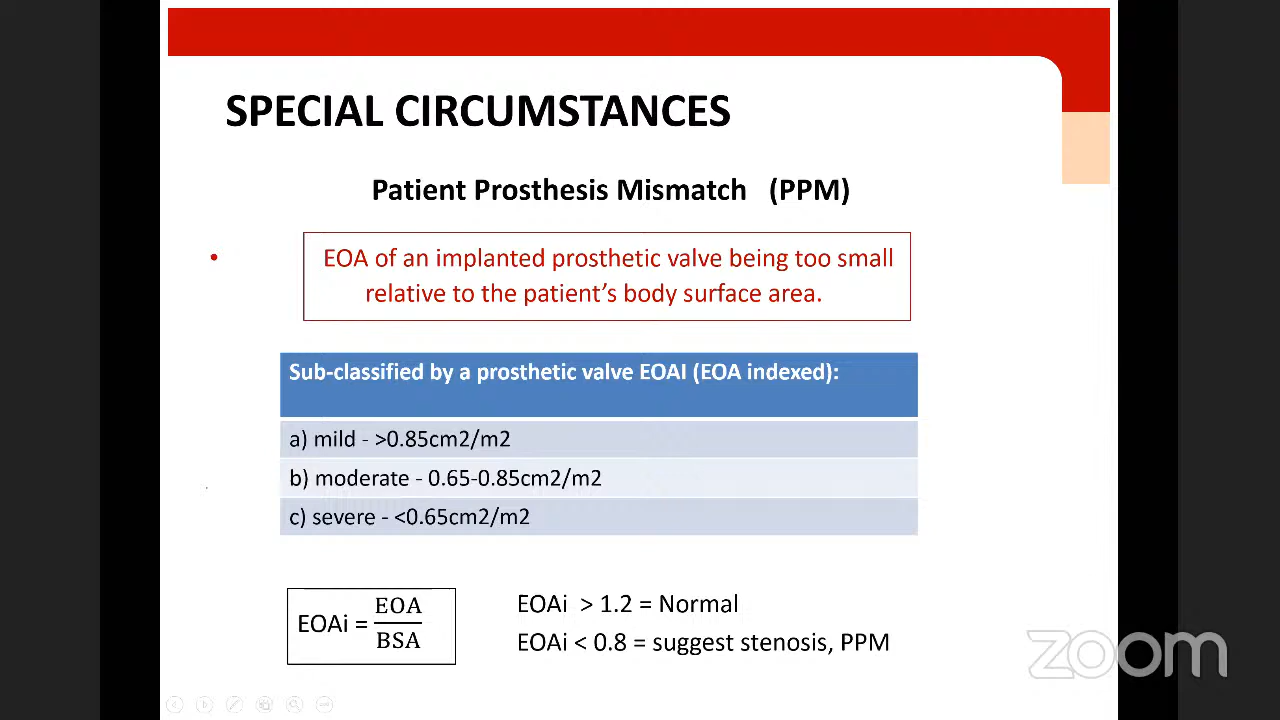 SPECIAL CIRCUMSTANCES
Patient Prosthesis Mismatch (PPM)
• EOA of an implanted prosthetic valve being too small
relative to the patient's body surface area.
Sub-classified by a prosthetic valve EOAI (EOA indexed):
a) mild - >0.85cm2/m2
b) moderate - 0.65-0.85cm2/m2
c) severe - <0.65cm2/m2
EOAi = EOA/BSA
EOAi > 1.2 = Normal
EOAi < 0.8 = suggest stenosis, PPM
zoom